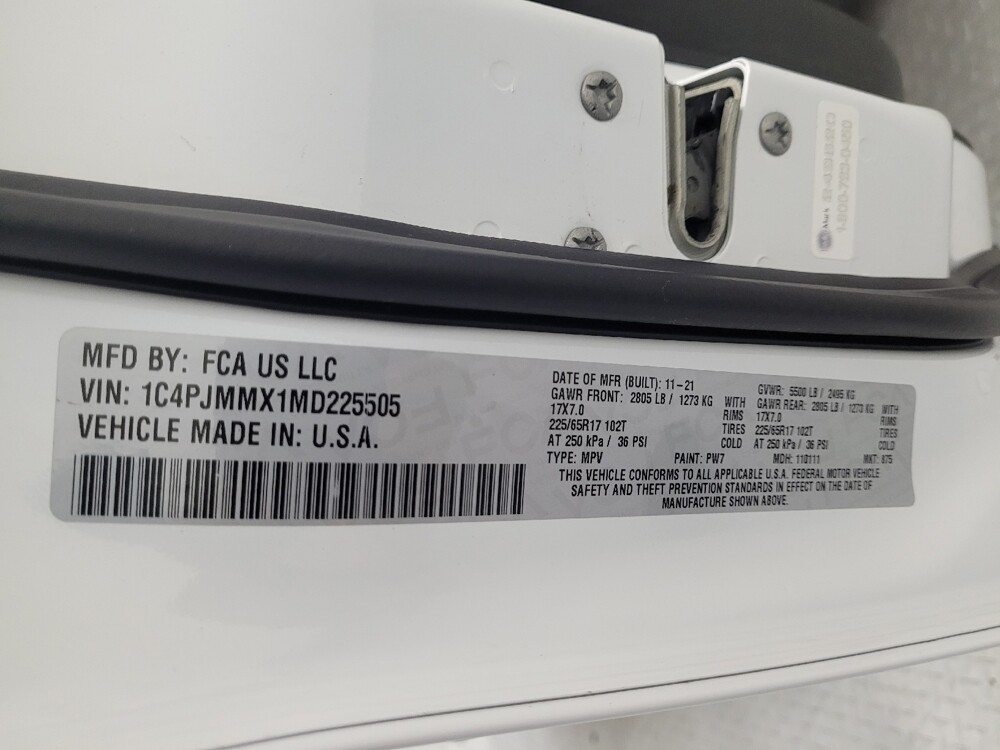 MFD BY: FCA US LLC
VIN: 1C4PJMMX1MD225505
VEHICLE MADE IN: U.S.A.
DATE OF MFR (BUILT): 11-21
GAWR FRONT: 2805 LB / 1273 KG WITH
17X7.0 RIMS
225/65R17 102T TIRES
AT 250 kPa / 36 PSI COLD
GVWR: 5500 LB / 2495 KG
GAWR REAR: 2805 LB / 1273 KG WITH
17X7.0 RIMS
225/65R17 102T TIRES
AT 250 kPa / 36 PSI COLD
TYPE: MPV PAINT: PW7 MDH: 110111 MKT: 875
THIS VEHICLE CONFORMS TO ALL APPLICABLE U.S.A. FEDERAL MOTOR VEHICLE
SAFETY AND THEFT PREVENTION STANDARDS IN EFFECT ON THE DATE OF
MANUFACTURE SHOWN ABOVE.